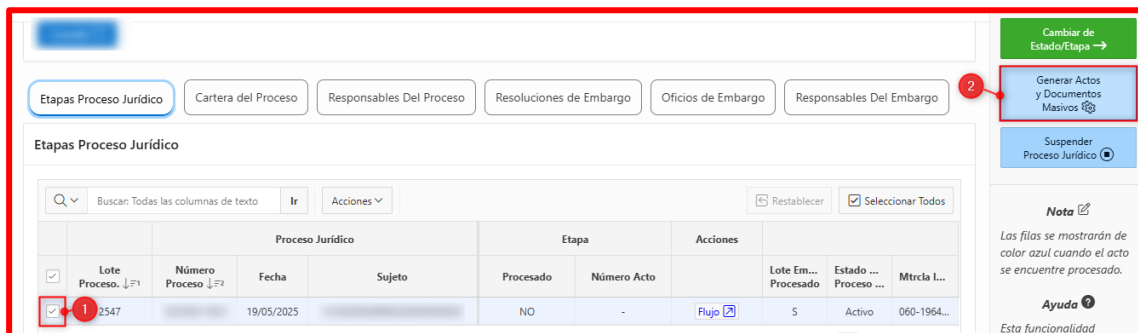 Cambiar de
Estado/Etapa →
Etapas Proceso Jurídico
Cartera del Proceso
Responsables Del Proceso
Resoluciones de Embargo
Oficios de Embargo
Responsables Del Embargo
2
Generar Actos
y Documentos
Masivos
Etapas Proceso Jurídico
Suspender
Proceso Jurídico
Buscar: Todas las columnas de texto
Ir
Acciones
Restablecer
Seleccionar Todos
Nota
Las filas se mostrarán de
color azul cuando el acto
se encuentre procesado.
Proceso Jurídico
Etapa
Acciones
Lote
Proceso.
Número
Proceso
Fecha
Sujeto
Procesado
Número Acto
Lote Em...
Procesado
Estado ...
Proceso ...
Mtrcla I...
1
2547
19/05/2025
NO
-
Flujo
S
Activo
060-1964...
Ayuda
Esta funcionalidad